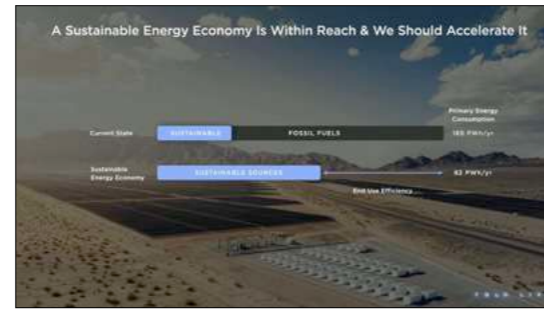 A Sustainable Energy Economy Is Within Reach & We Should Accelerate It
Primary Energy
Consumption
Current State
SUSTAINABLE
FOSSIL FUELS
165 PWh/yr
Sustainable
Energy Economy
SUSTAINABLE SOURCES
82 PWh/yr
End Use Efficiency